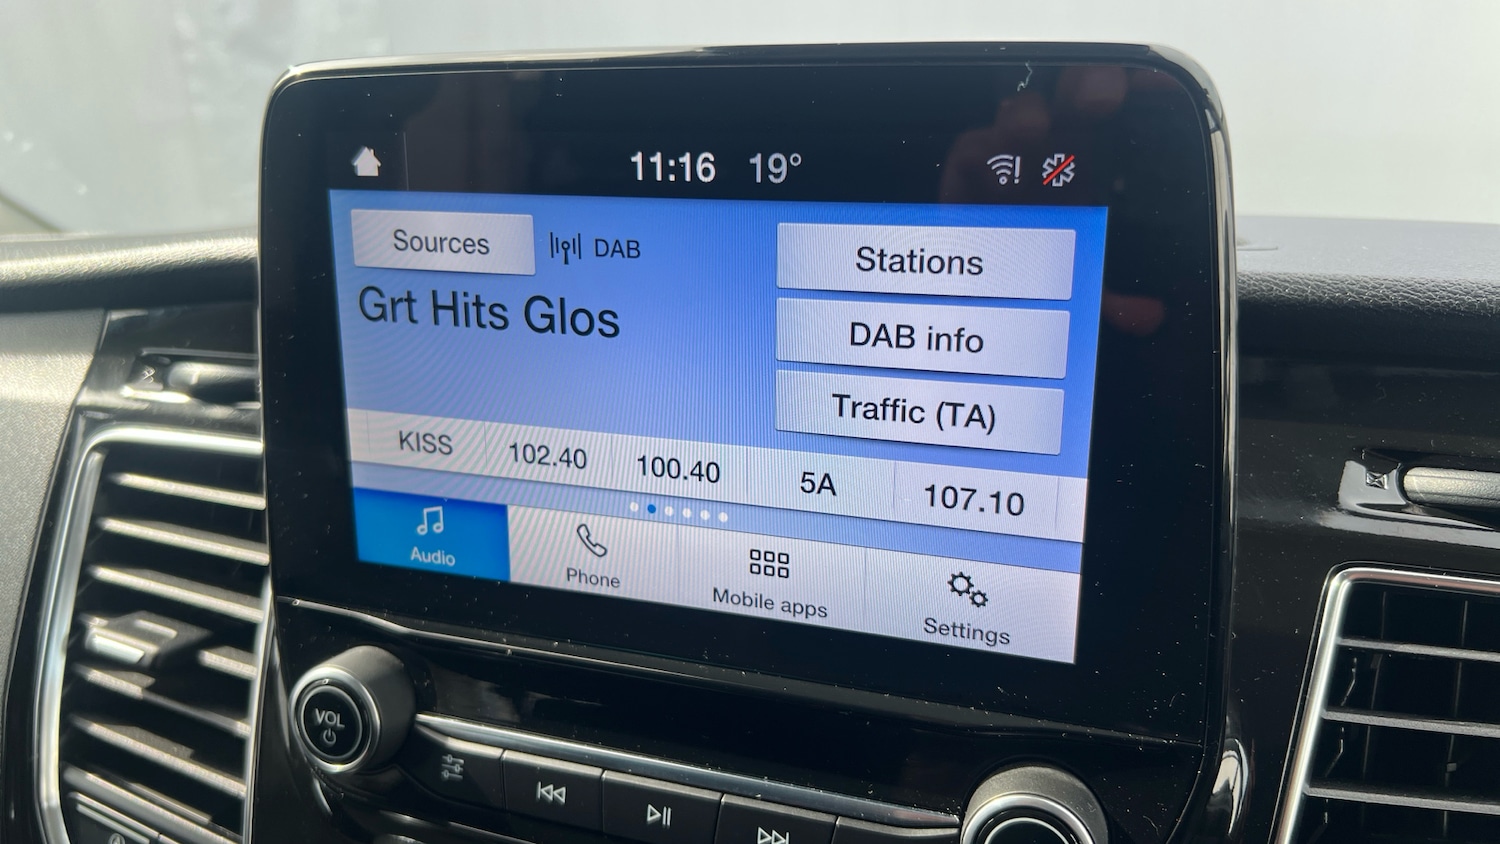 11:16 19°
Sources DAB
Stations
Grt Hits Glos
DAB info
Traffic (TA)
KISS 102.40 100.40 5A 107.10
Audio Phone Mobile apps Settings
VOL